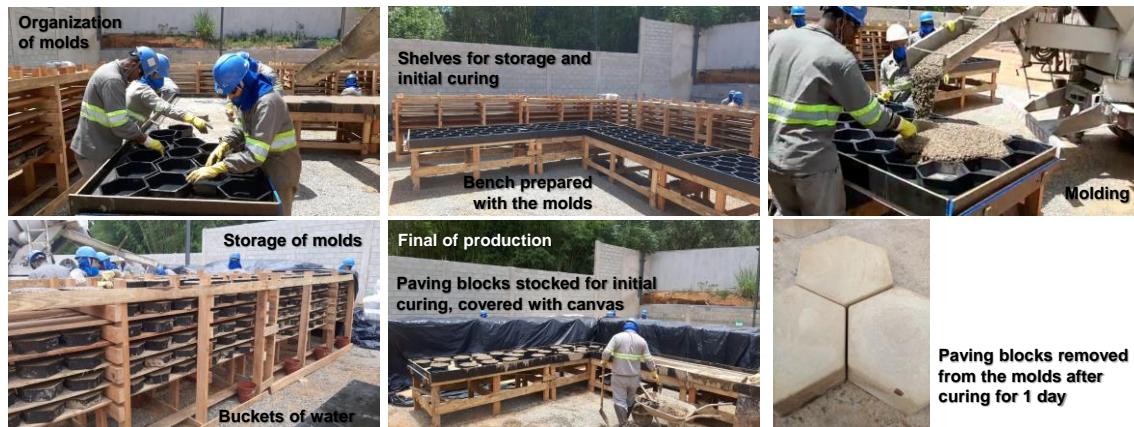 Organization
of molds
Shelves for storage and
initial curing
Bench prepared
with the molds
Molding
Storage of molds
Buckets of water
Final of production
Paving blocks stocked for initial
curing, covered with canvas
Paving blocks removed
from the molds after
curing for 1 day